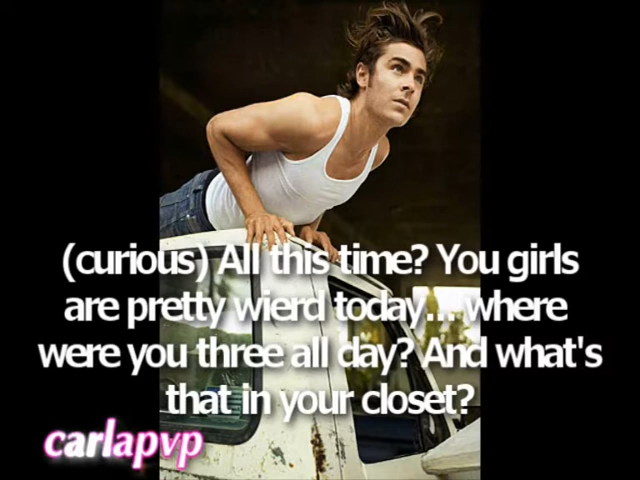 (curious) All this time? You girls
are pretty wierd today... where
were you three all day? And what's
that in your closet?
carlapvp